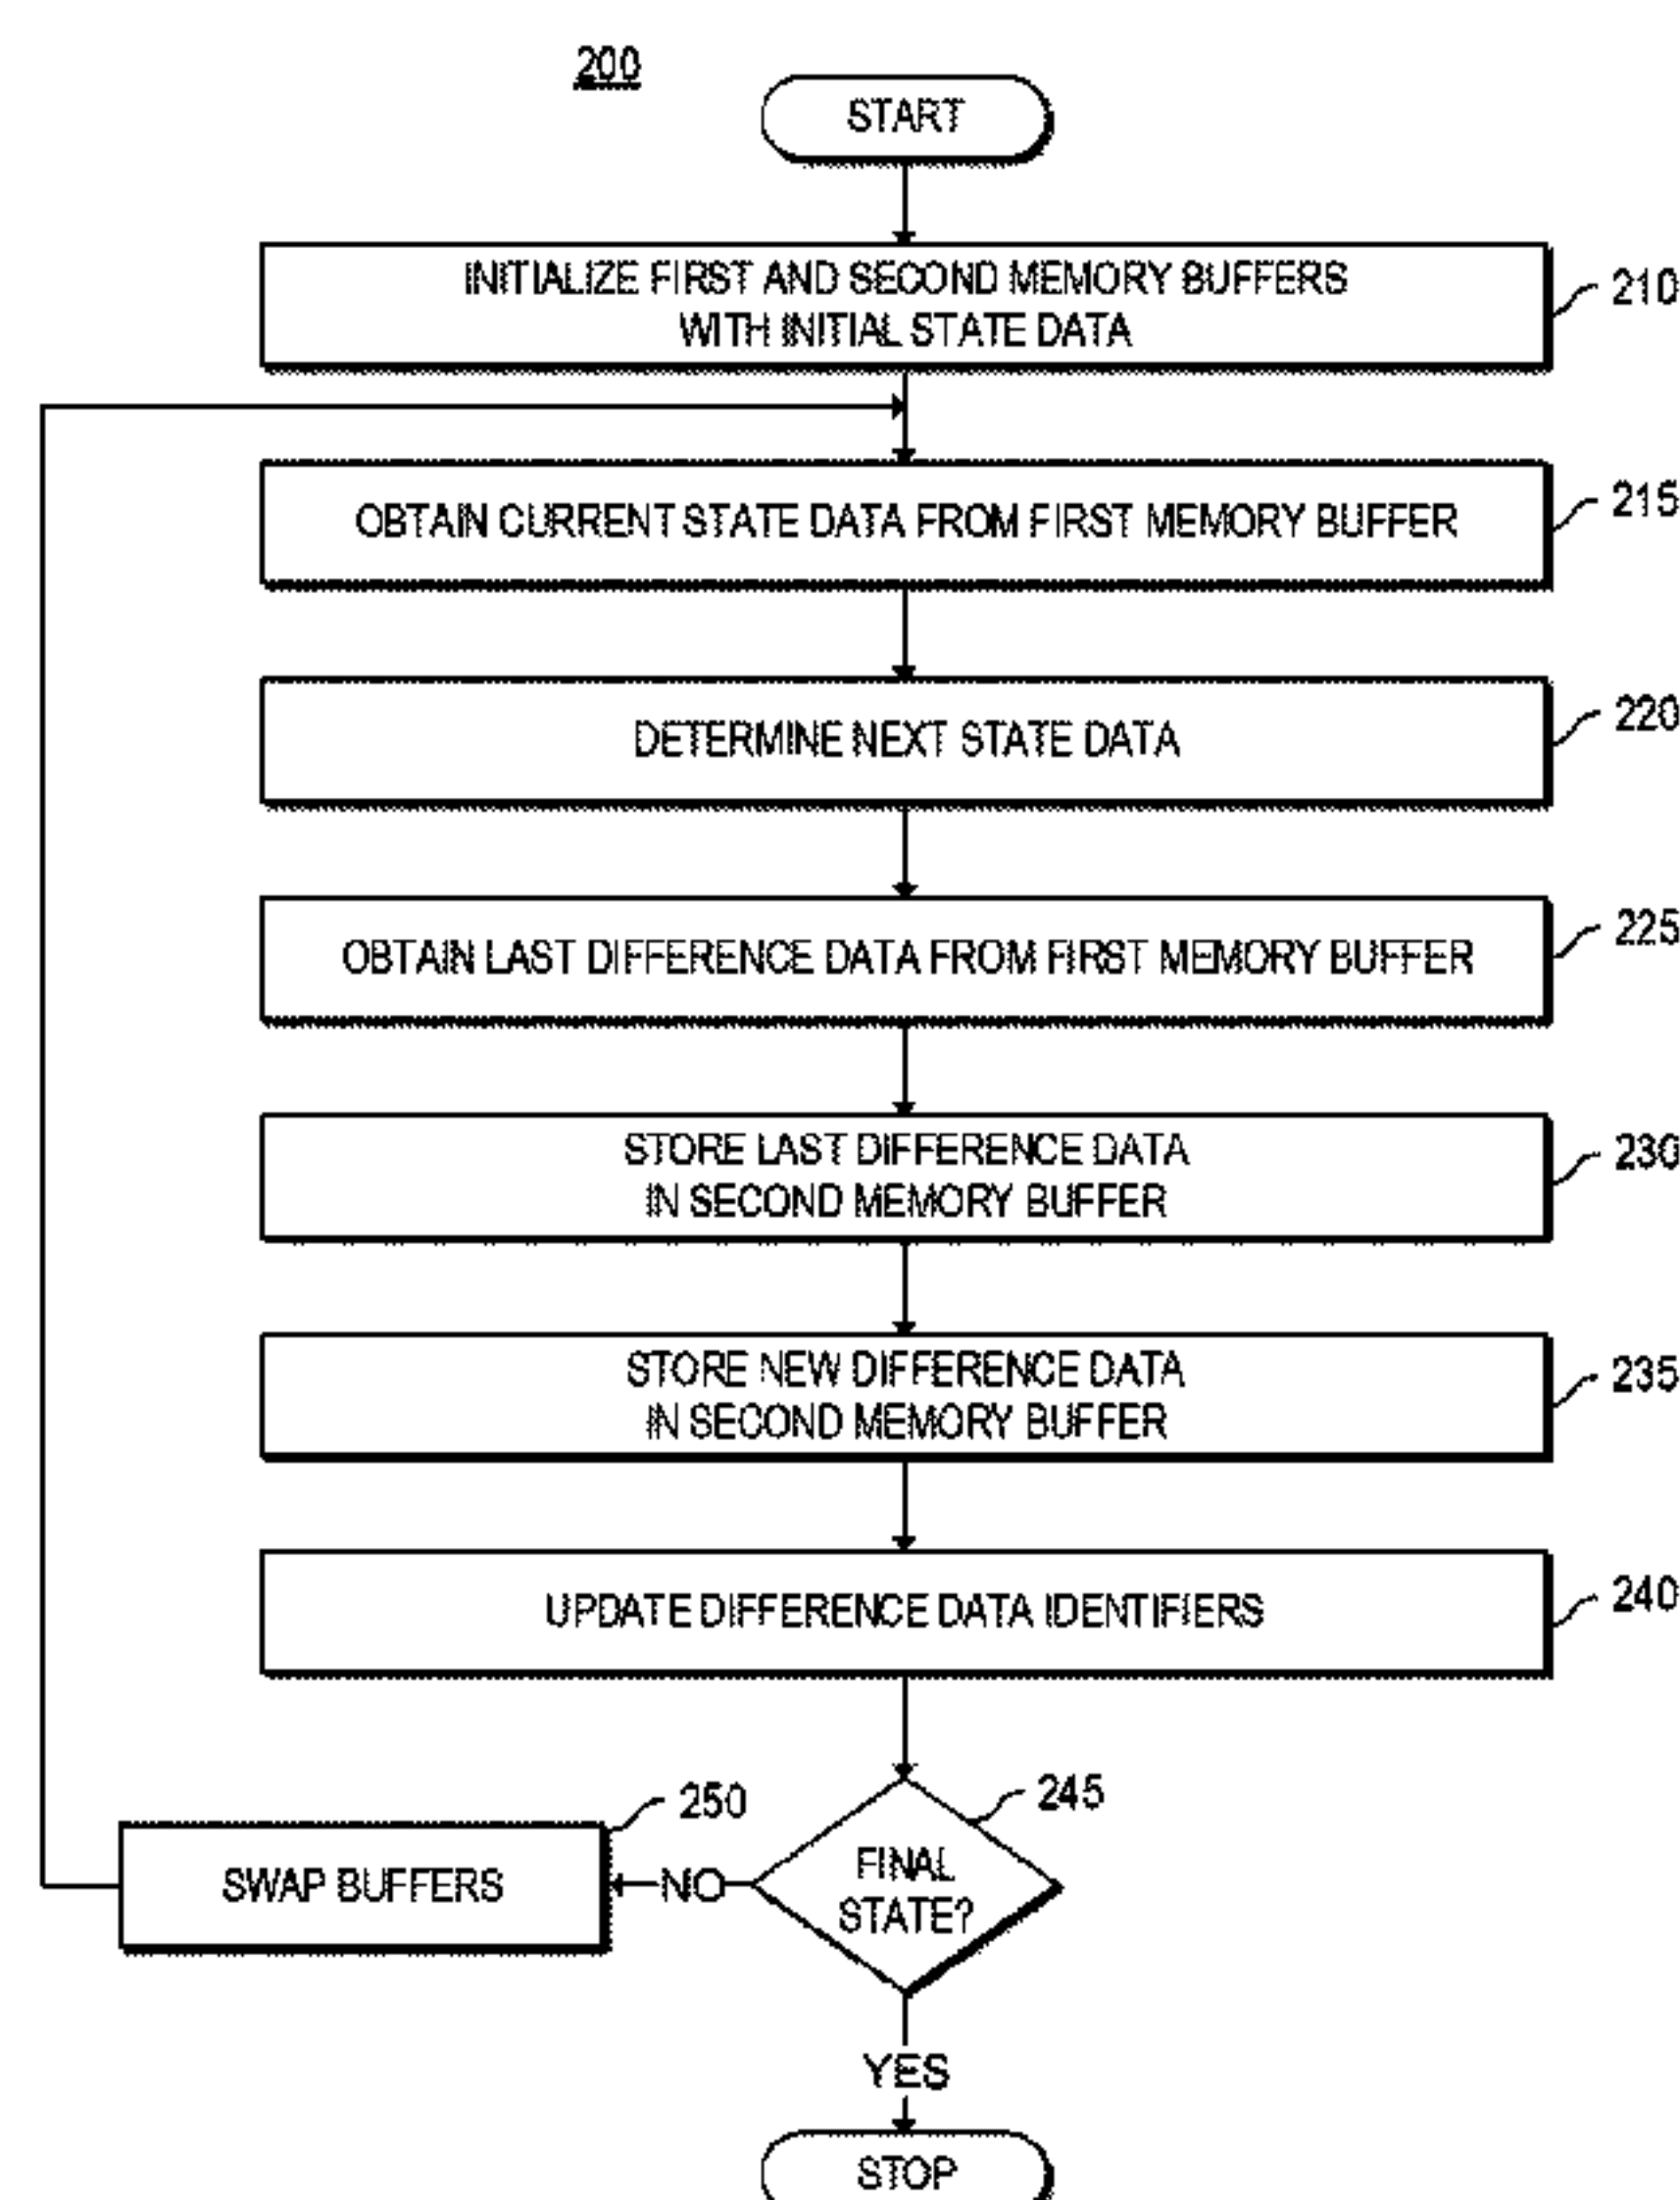 200
START
INITIALIZE FIRST AND SECOND MEMORY BUFFERS
WITH INITIAL STATE DATA
210
OBTAIN CURRENT STATE DATA FROM FIRST MEMORY BUFFER
215
DETERMINE NEXT STATE DATA
220
OBTAIN LAST DIFFERENCE DATA FROM FIRST MEMORY BUFFER
225
STORE LAST DIFFERENCE DATA
IN SECOND MEMORY BUFFER
230
STORE NEW DIFFERENCE DATA
IN SECOND MEMORY BUFFER
235
UPDATE DIFFERENCE DATA IDENTIFIERS
240
245
FINAL
STATE?
NO
250
SWAP BUFFERS
YES
STOP